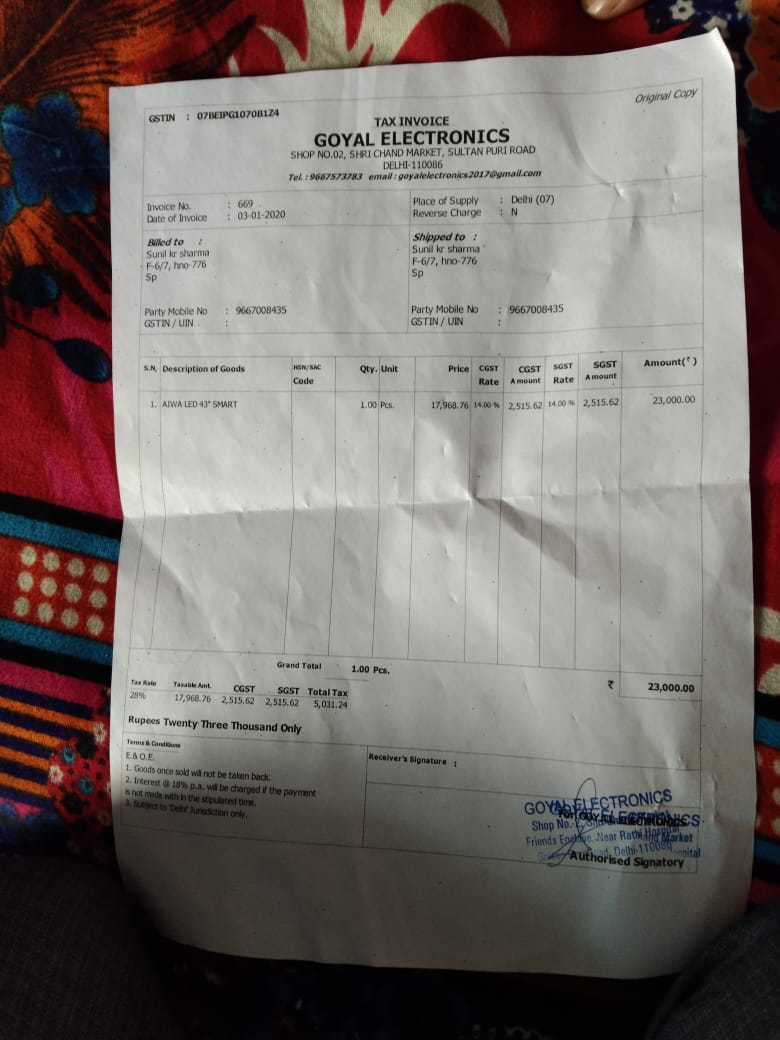 Original Copy
GSTIN : 07BEIPG1070B1Z4
TAX INVOICE
GOYAL ELECTRONICS
SHOP NO.02, SHRI CHAND MARKET, SULTAN PURI ROAD
DELHI-110086
Tel. : 9667573783 email : goyalelectronics2017@gmail.com
Invoice No. : 669
Date of Invoice : 03-01-2020
Place of Supply : Delhi (07)
Reverse Charge : N
Billed to :
Sunil kr sharma
F-6/7, hno-776
Sp
Party Mobile No : 9667008435
GSTIN / UIN :
Shipped to :
Sunil kr sharma
F-6/7, hno-776
Sp
Party Mobile No : 9667008435
GSTIN / UIN :
S.N. Description of Goods HSN/SAC Code Qty. Unit Price CGST Rate CGST Amount SGST Rate SGST Amount Amount(₹)
1. AIWA LED 43" SMART 1.00 Pcs. 17,968.76 14.00 % 2,515.62 14.00 % 2,515.62 23,000.00
Grand Total 1.00 Pcs. ₹ 23,000.00
Tax Rate Taxable Amt. CGST SGST Total Tax
28% 17,968.76 2,515.62 2,515.62 5,031.24
Rupees Twenty Three Thousand Only
Terms & Conditions
E.& O.E.
1. Goods once sold will not be taken back.
2. Interest @ 18% p.a. will be charged if the payment
is not made with in the stipulated time.
3. Subject to 'Delhi' Jurisdiction only.
Receiver's Signature :
GOYAL ELECTRONICS
For GOYAL ELECTRONICS
Shop No.
Friends Enclave, Near Rathi Hospital
Delhi-110086
Authorised Signatory